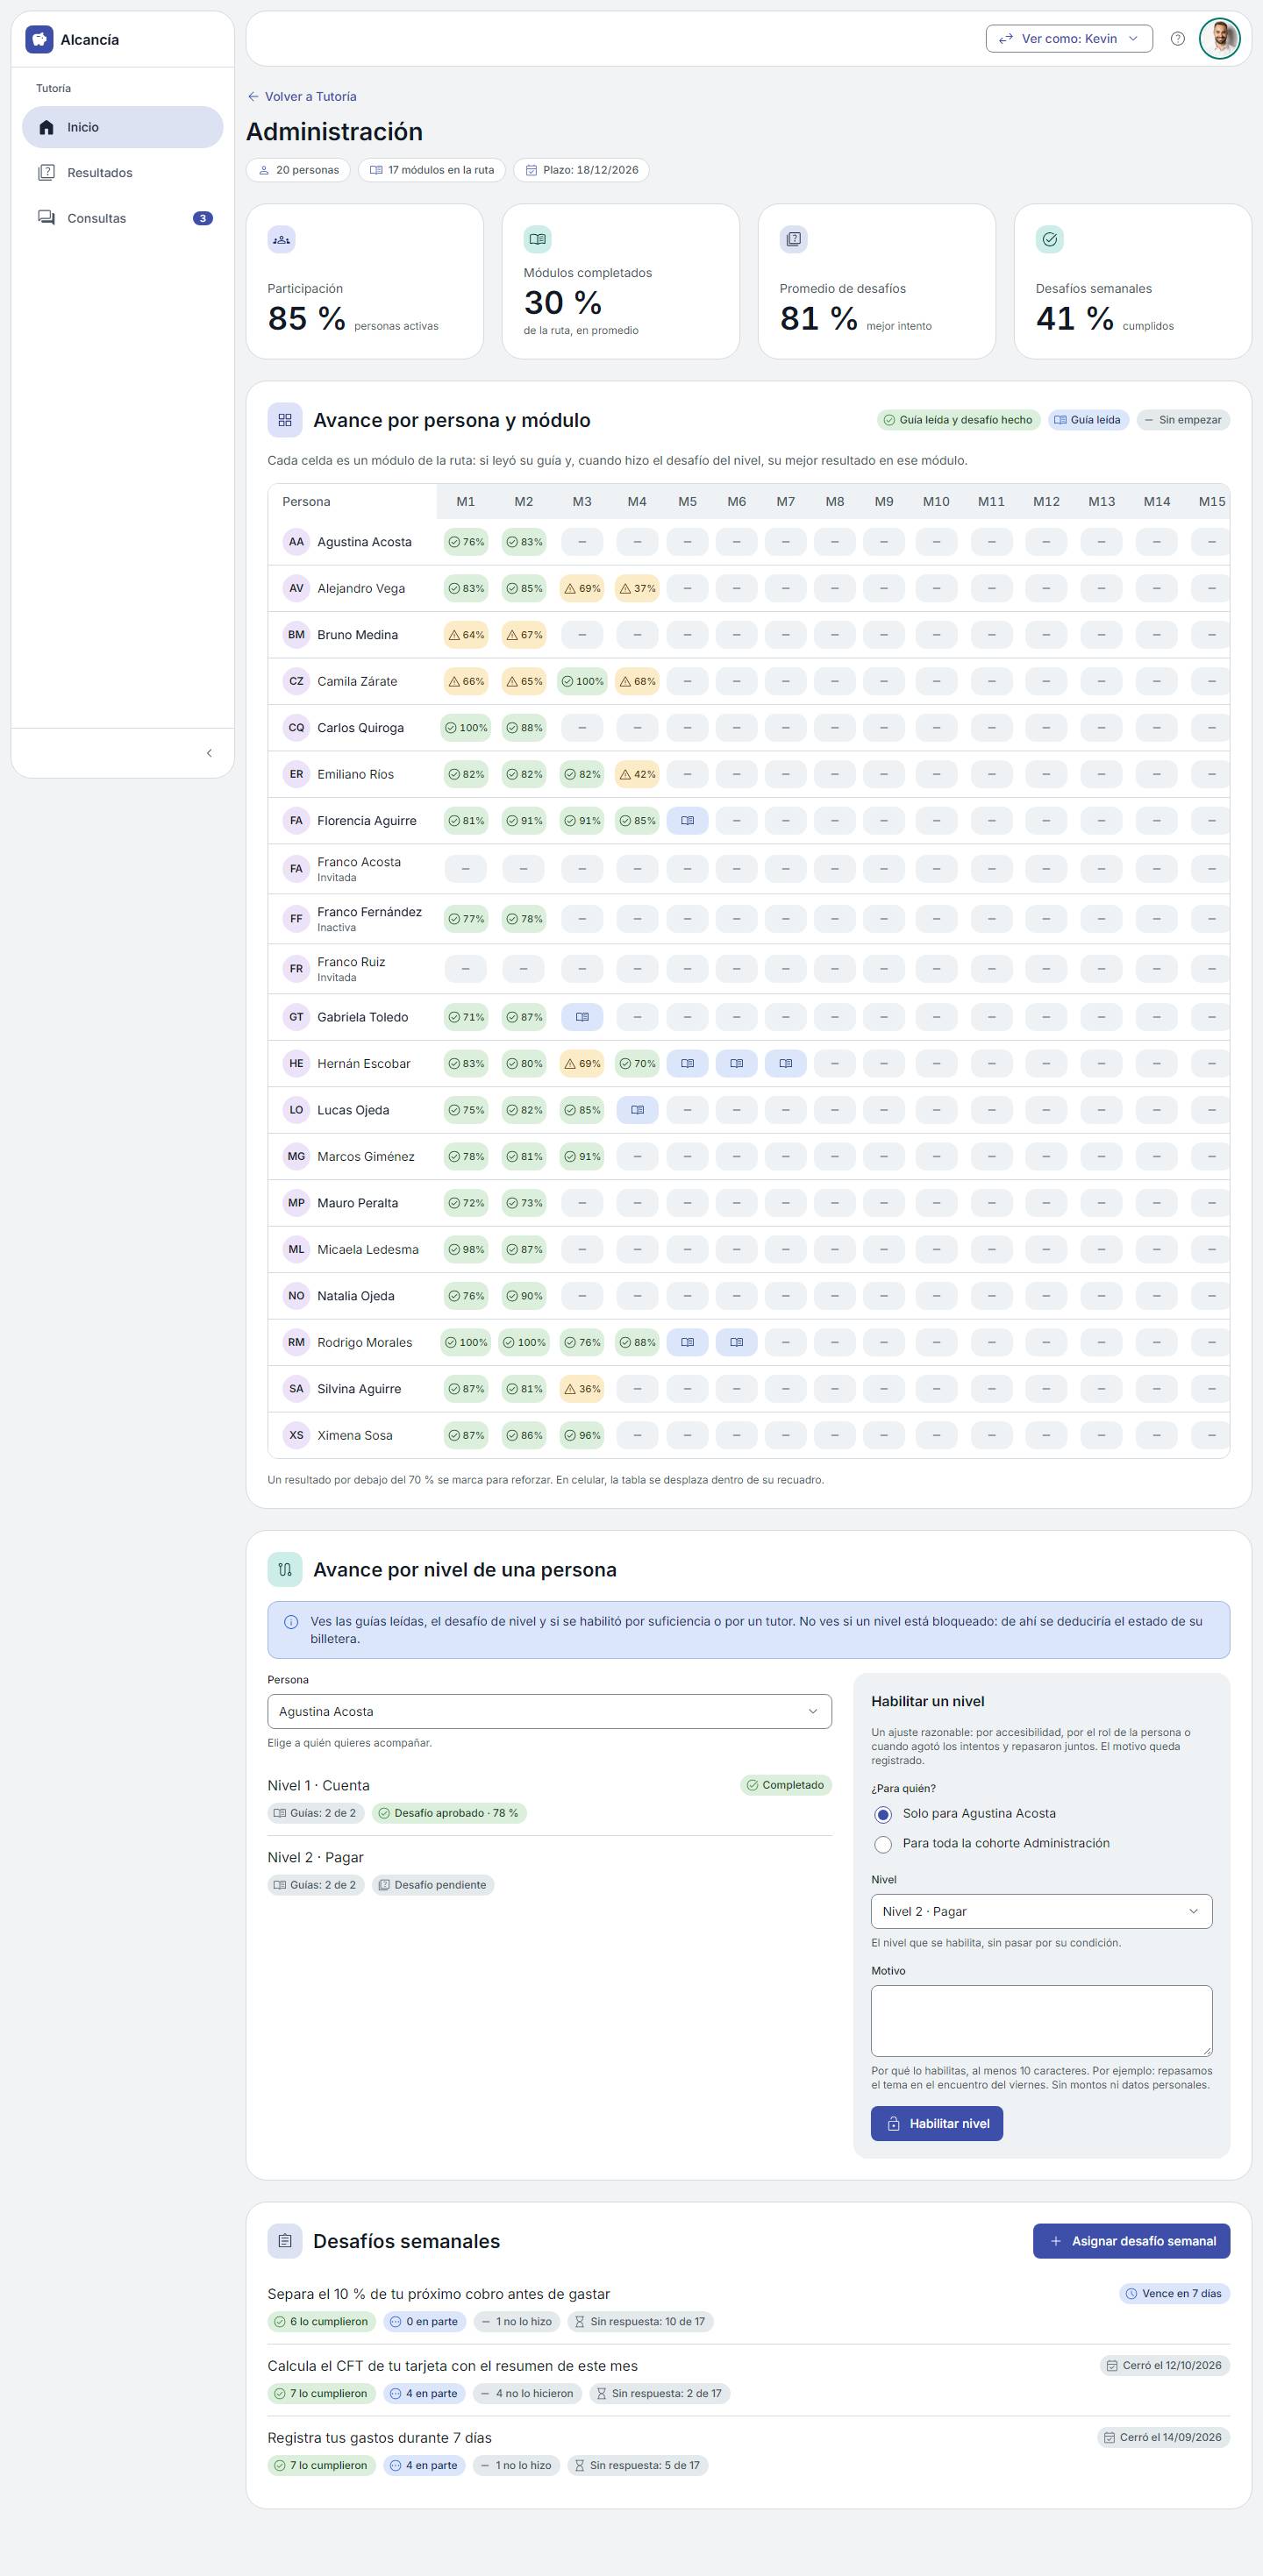 Alcancía
Ver como: Kevin
Tutoría
Inicio
Resultados
Consultas 3
Volver a Tutoría
Administración
20 personas
17 módulos en la ruta
Plazo: 18/12/2026
Participación
85 % personas activas
Módulos completados
30 %
de la ruta, en promedio
Promedio de desafíos
81 % mejor intento
Desafíos semanales
41 % cumplidos
Avance por persona y módulo
Guía leída y desafío hecho
Guía leída
Sin empezar
Cada celda es un módulo de la ruta: si leyó su guía y, cuando hizo el desafío del nivel, su mejor resultado en ese módulo.
Persona M1 M2 M3 M4 M5 M6 M7 M8 M9 M10 M11 M12 M13 M14 M15
AA Agustina Acosta 76% 83% – – – – – – – – – – – – –
AV Alejandro Vega 83% 85% 69% 37% – – – – – – – – – – –
BM Bruno Medina 64% 67% – – – – – – – – – – – – –
CZ Camila Zárate 66% 65% 100% 68% – – – – – – – – – – –
CQ Carlos Quiroga 100% 88% – – – – – – – – – – – – –
ER Emiliano Ríos 82% 82% 82% 42% – – – – – – – – – – –
FA Florencia Aguirre 81% 91% 91% 85% – – – – – – – – – –
FA Franco Acosta – – – – – – – – – – – – – – –
Invitada
FF Franco Fernández 77% 78% – – – – – – – – – – – – –
Inactiva
FR Franco Ruiz – – – – – – – – – – – – – – –
Invitada
GT Gabriela Toledo 71% 87% – – – – – – – – – – – –
HE Hernán Escobar 83% 80% 69% 70% – – – – – – – –
LO Lucas Ojeda 75% 82% 85% – – – – – – – – – – –
MG Marcos Giménez 78% 81% 91% – – – – – – – – – – – –
MP Mauro Peralta 72% 73% – – – – – – – – – – – – –
ML Micaela Ledesma 98% 87% – – – – – – – – – – – – –
NO Natalia Ojeda 76% 90% – – – – – – – – – – – – –
RM Rodrigo Morales 100% 100% 76% 88% – – – – – – – – –
SA Silvina Aguirre 87% 81% 36% – – – – – – – – – – – –
XS Ximena Sosa 87% 86% 96% – – – – – – – – – – – –
Un resultado por debajo del 70 % se marca para reforzar. En celular, la tabla se desplaza dentro de su recuadro.
Avance por nivel de una persona
Ves las guías leídas, el desafío de nivel y si se habilitó por suficiencia o por un tutor. No ves si un nivel está bloqueado: de ahí se deduciría el estado de su
billetera.
Persona
Agustina Acosta
Elige a quién quieres acompañar.
Nivel 1 · Cuenta
Completado
Guías: 2 de 2
Desafío aprobado · 78 %
Nivel 2 · Pagar
Guías: 2 de 2
Desafío pendiente
Habilitar un nivel
Un ajuste razonable: por accesibilidad, por el rol de la persona o
cuando agotó los intentos y repasaron juntos. El motivo queda
registrado.
¿Para quién?
Solo para Agustina Acosta
Para toda la cohorte Administración
Nivel
Nivel 2 · Pagar
El nivel que se habilita, sin pasar por su condición.
Motivo
Por qué lo habilitas, al menos 10 caracteres. Por ejemplo: repasamos
el tema en el encuentro del viernes. Sin montos ni datos personales.
Habilitar nivel
Desafíos semanales
Asignar desafío semanal
Separa el 10 % de tu próximo cobro antes de gastar
Vence en 7 días
6 lo cumplieron
0 en parte
1 no lo hizo
Sin respuesta: 10 de 17
Calcula el CFT de tu tarjeta con el resumen de este mes
Cerró el 12/10/2026
7 lo cumplieron
4 en parte
4 no lo hicieron
Sin respuesta: 2 de 17
Registra tus gastos durante 7 días
Cerró el 14/09/2026
7 lo cumplieron
4 en parte
1 no lo hizo
Sin respuesta: 5 de 17